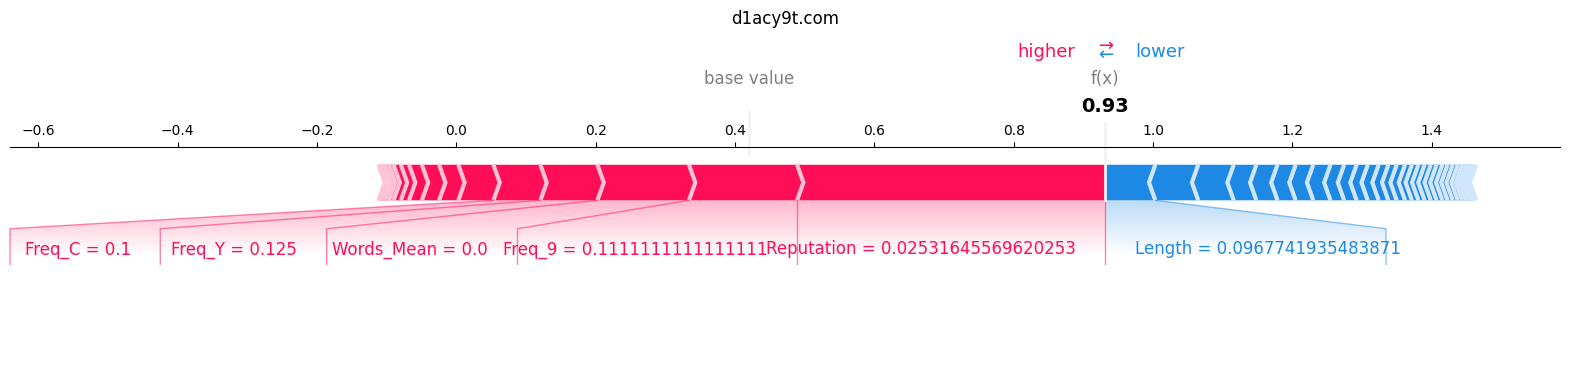 d1acy9t.com
higher ⇄ lower
base value f(x)
0.93
−0.6 −0.4 −0.2 0.0 0.2 0.4 0.6 0.8 1.0 1.2 1.4
Freq_C = 0.1 Freq_Y = 0.125 Words_Mean = 0.0 Freq_9 = 0.1111111111111111 Reputation = 0.02531645569620253 Length = 0.0967741935483871